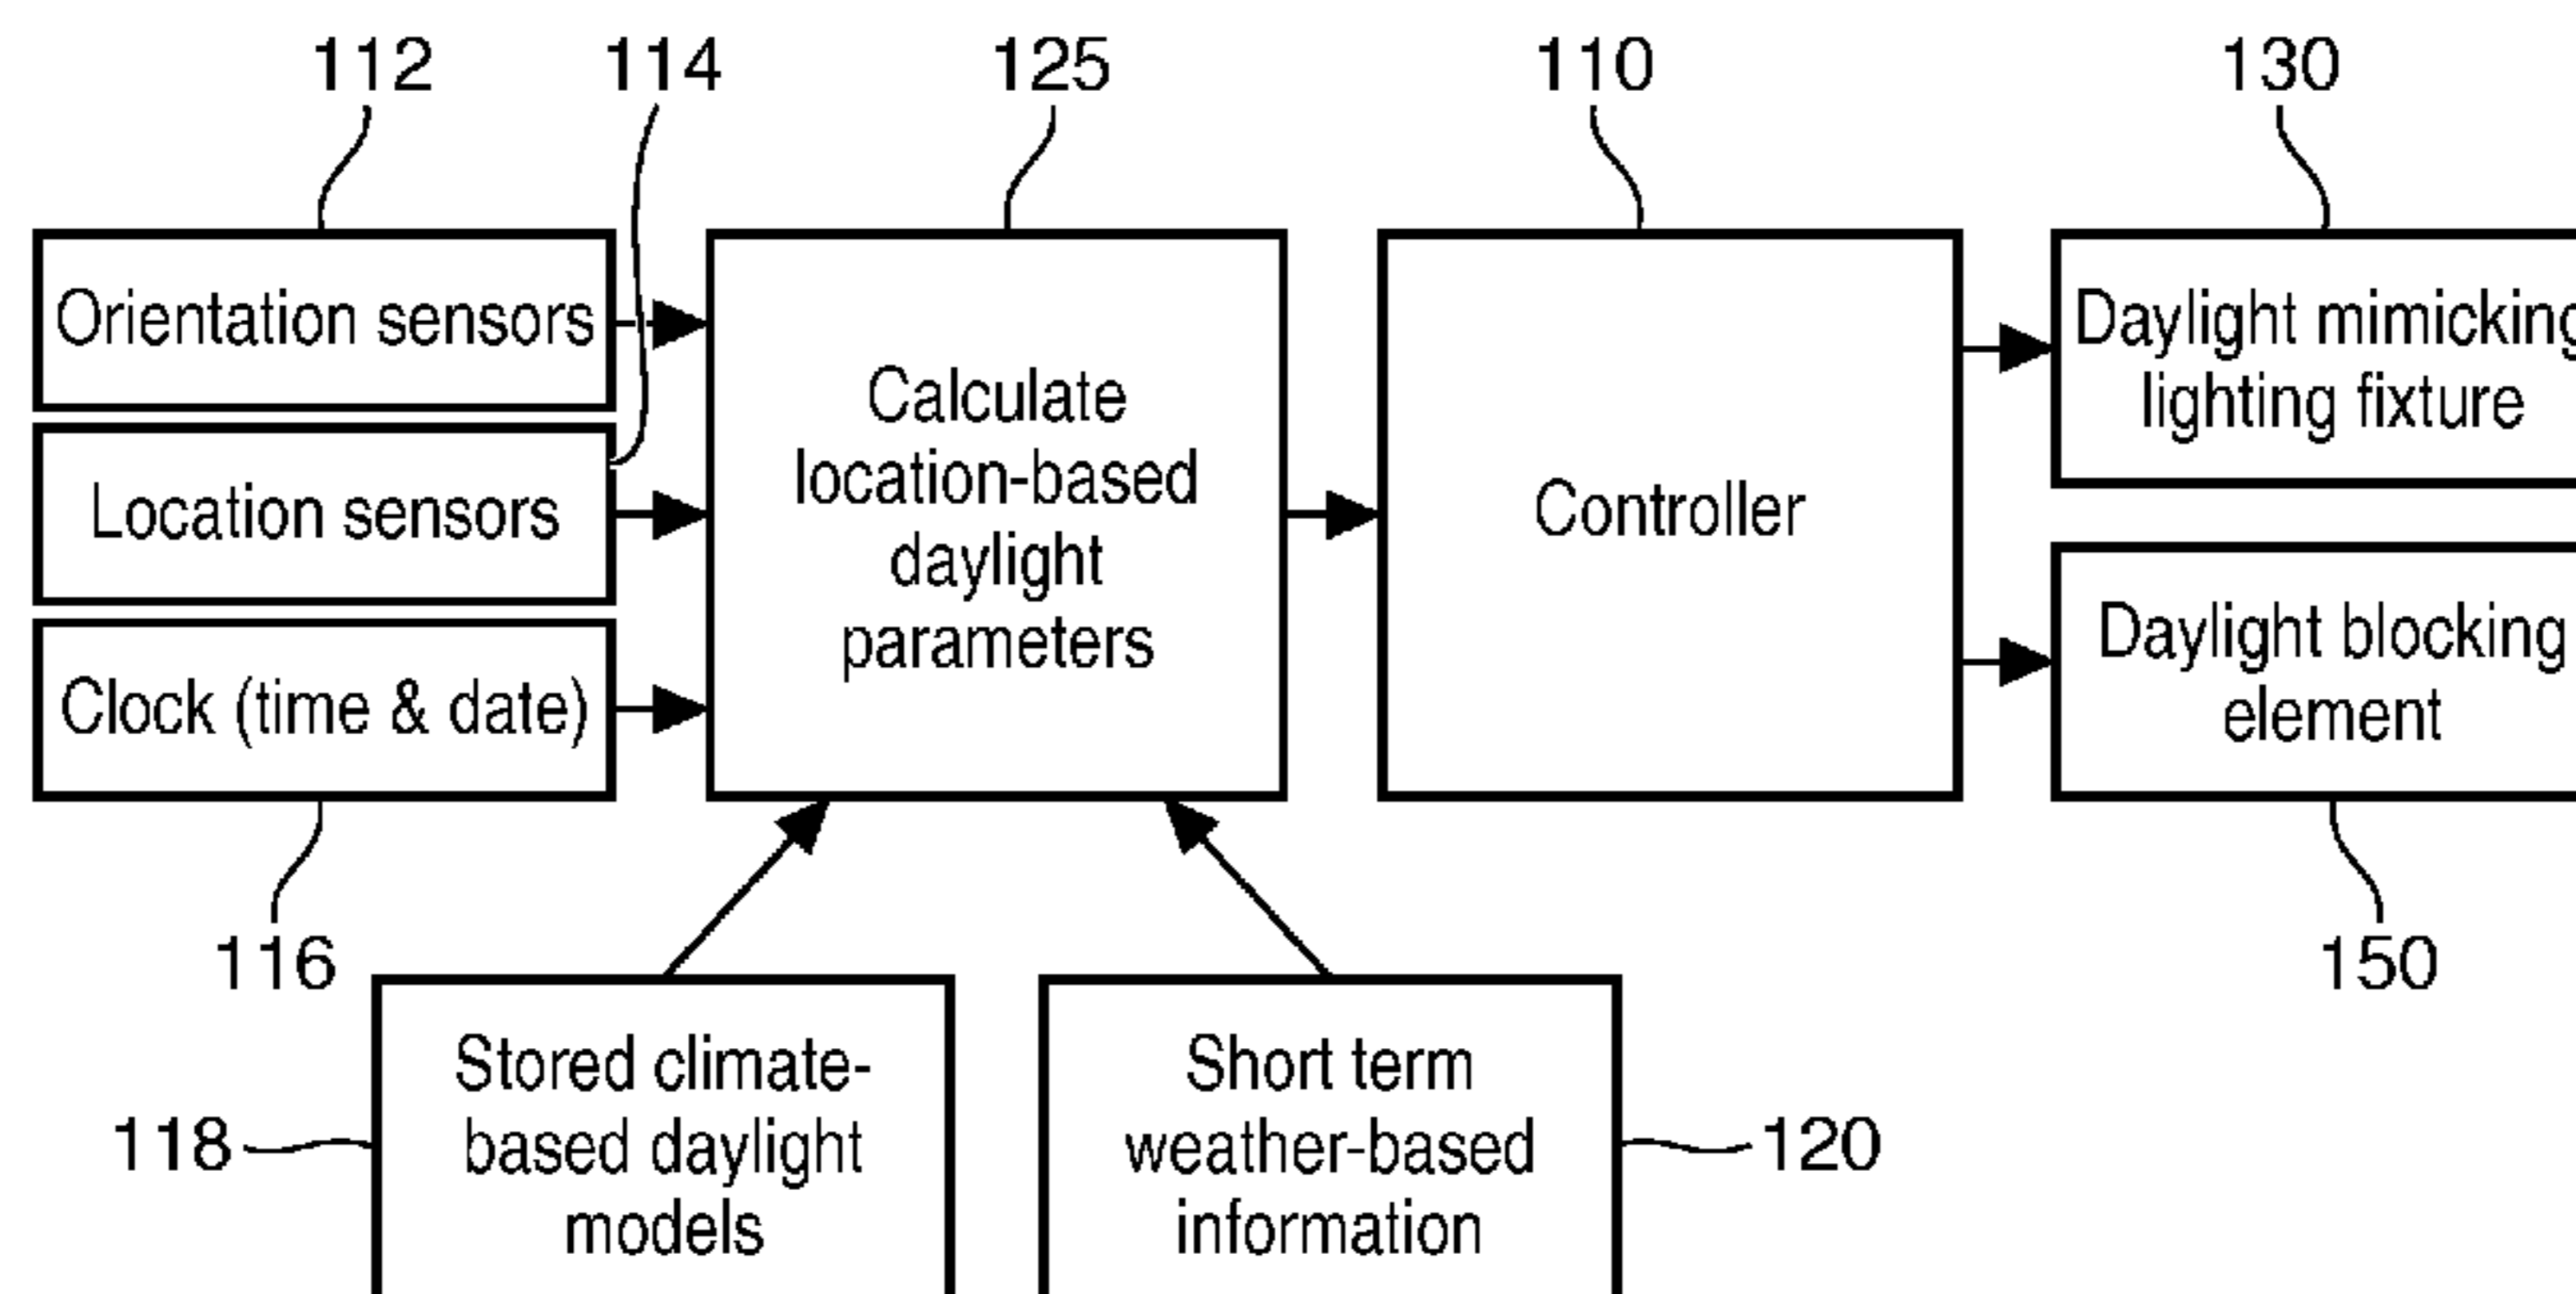 112
114
125
110
130
Orientation sensors
Location sensors
Clock (time & date)
Calculate
location-based
daylight
parameters
Controller
Daylight mimicking
lighting fixture
Daylight blocking
element
116
150
118
Stored climate-
based daylight
models
Short term
weather-based
information
120